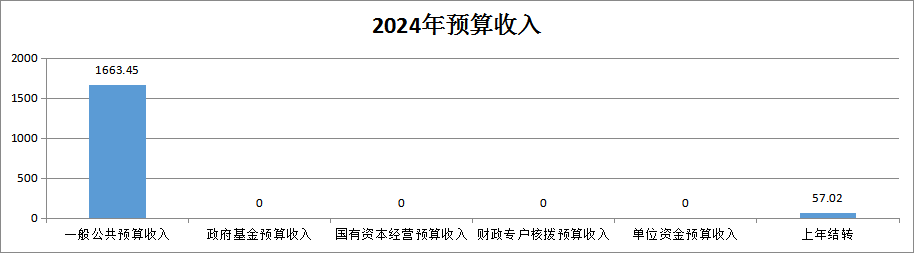 2024年预算收入
2000
1500
1000
500
0
1663.45
0
0
0
0
57.02
一般公共预算收入
政府基金预算收入
国有资本经营预算收入
财政专户核拨预算收入
单位资金预算收入
上年结转